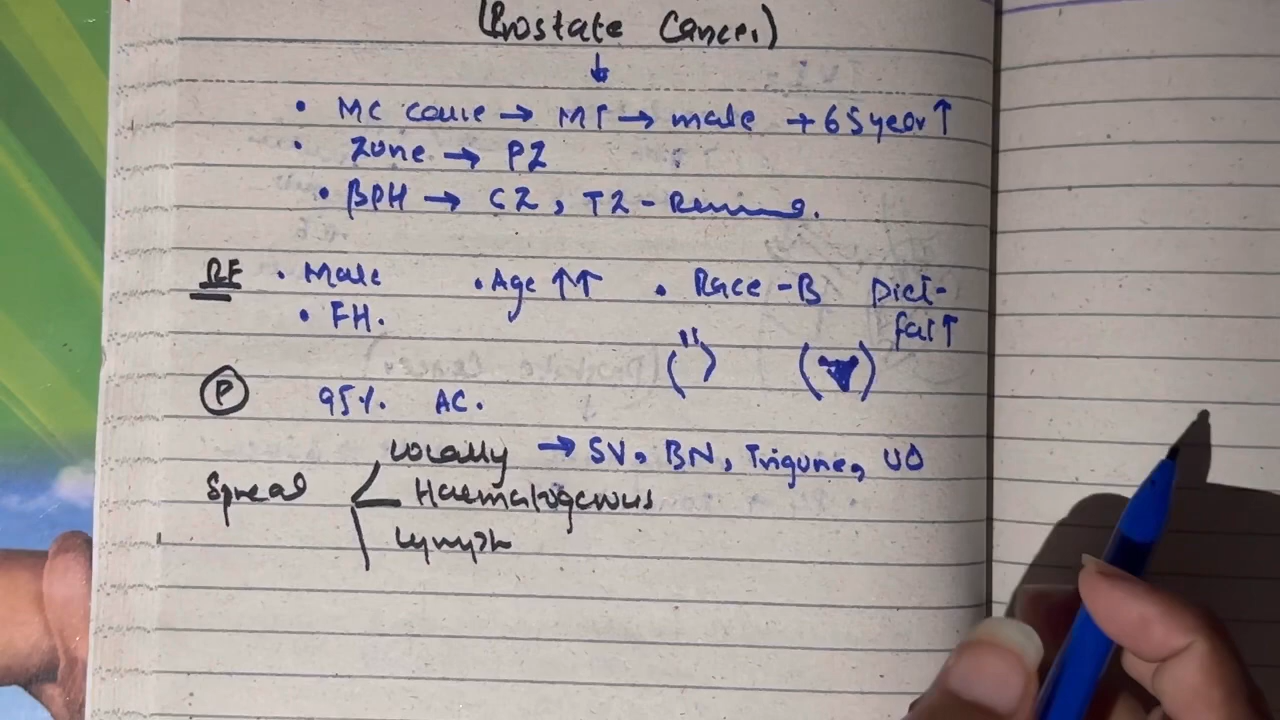 (Prostate Cancer)
↓
• MC cause → MT → male → 65 year ↑
• Zone → PZ
• BPH → CZ, TZ -
RF • Male • Age ↑↑ • Race - B Diet-
• FH. fat ↑
(P) 95%. AC.
Locally → SV, BN, Trigone, UO
Spread Haematogenous
Lymph